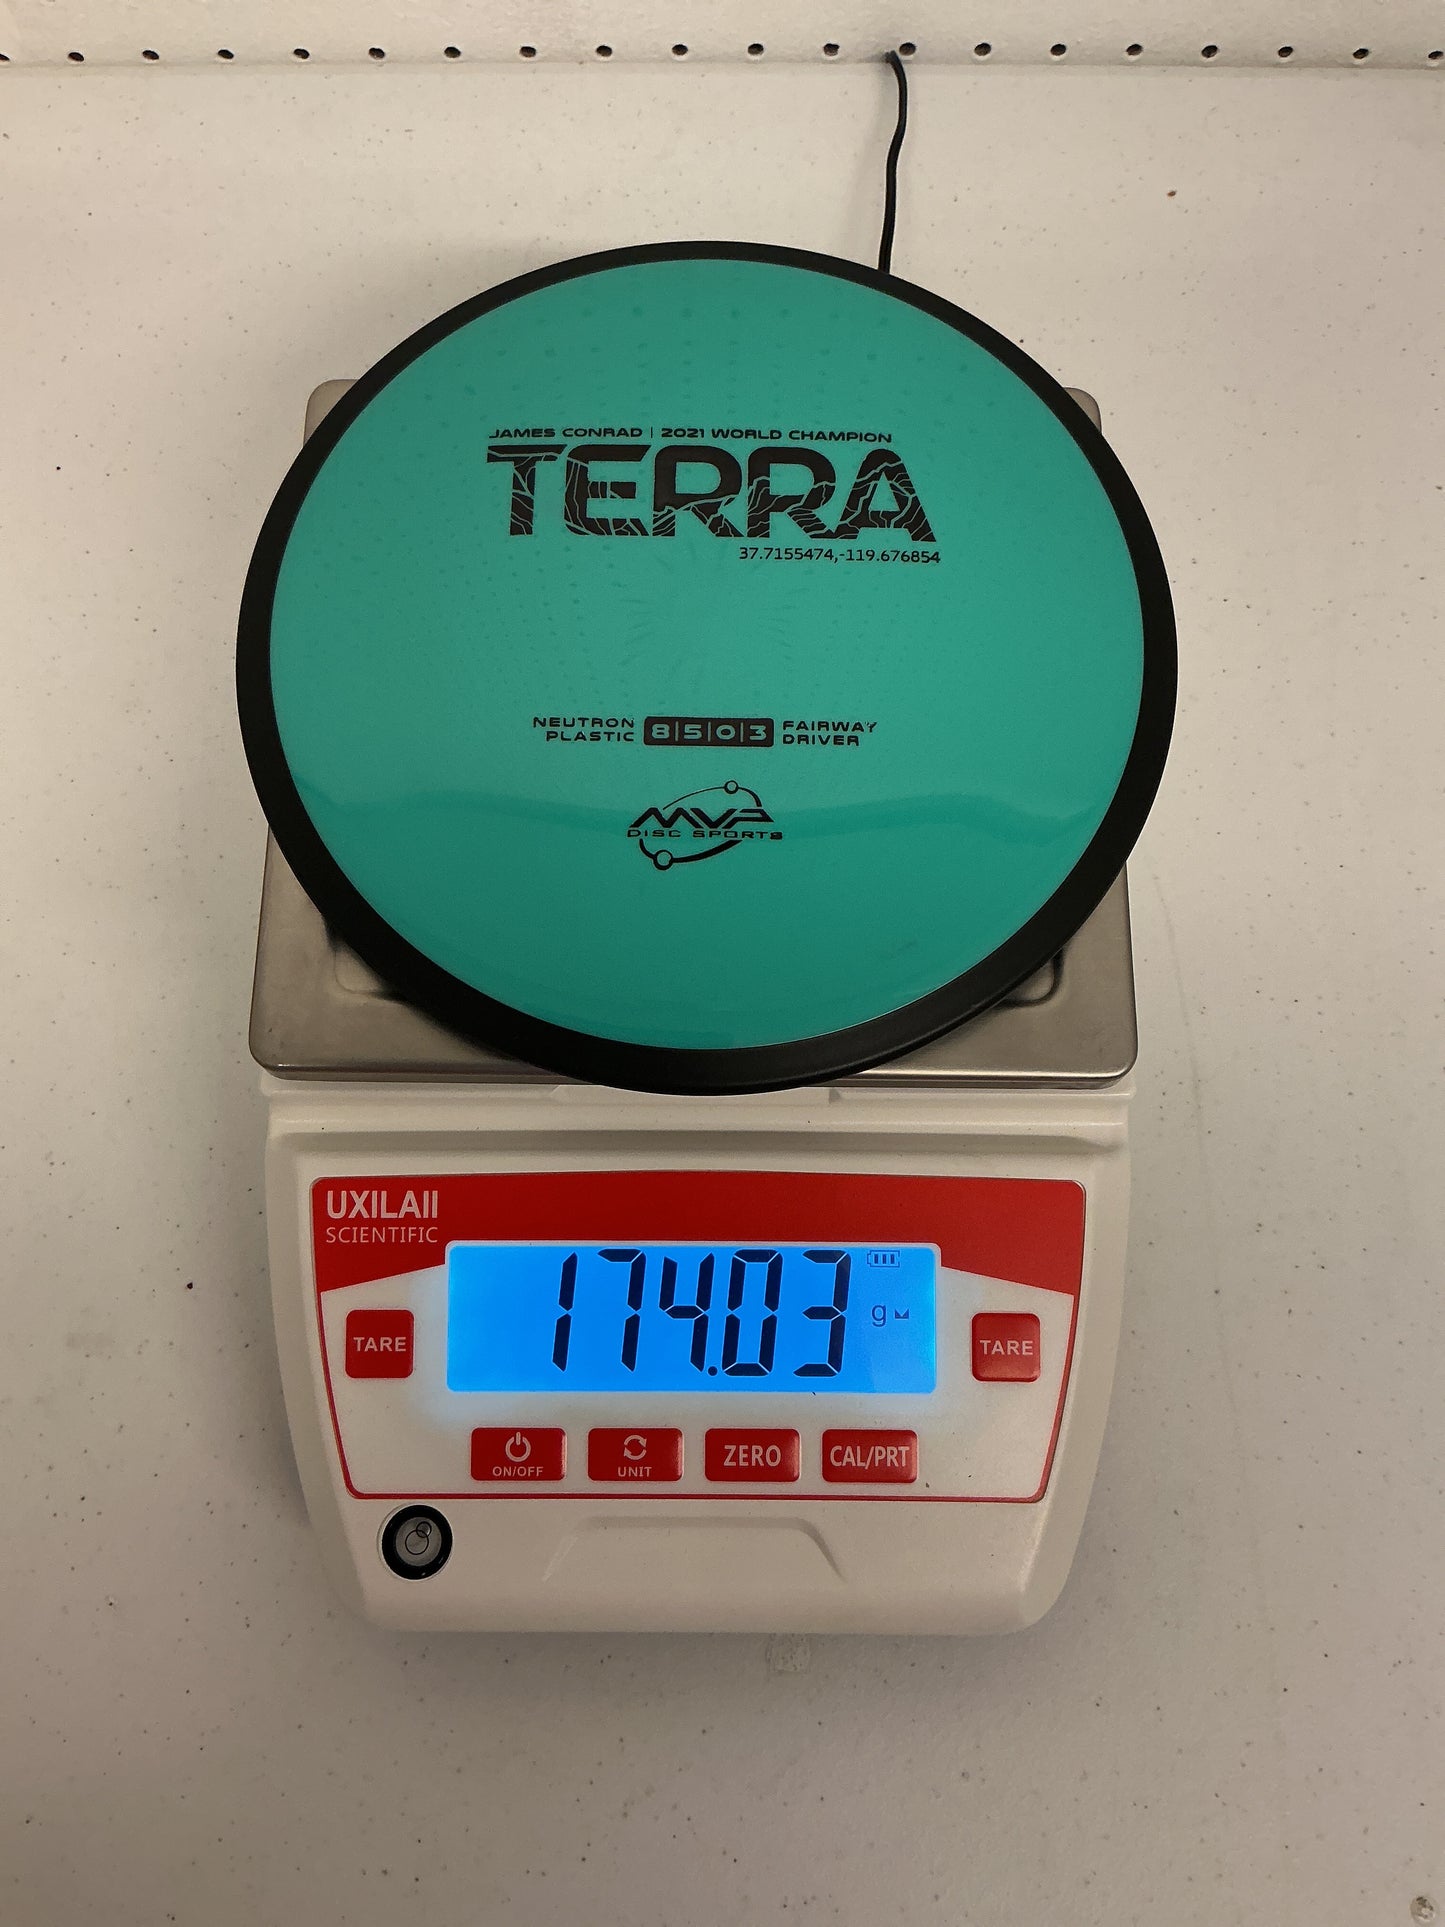 JAMES CONRAD | 2021 WORLD CHAMPION
TERRA
37.7155474,-119.676854
NEUTRON PLASTIC
8|5|0|3
FAIRWAY DRIVER
MVP
DISC SPORTS
UXILAII
SCIENTIFIC
174.03
g
TARE
TARE
ON/OFF
UNIT
ZERO
CAL/PRT